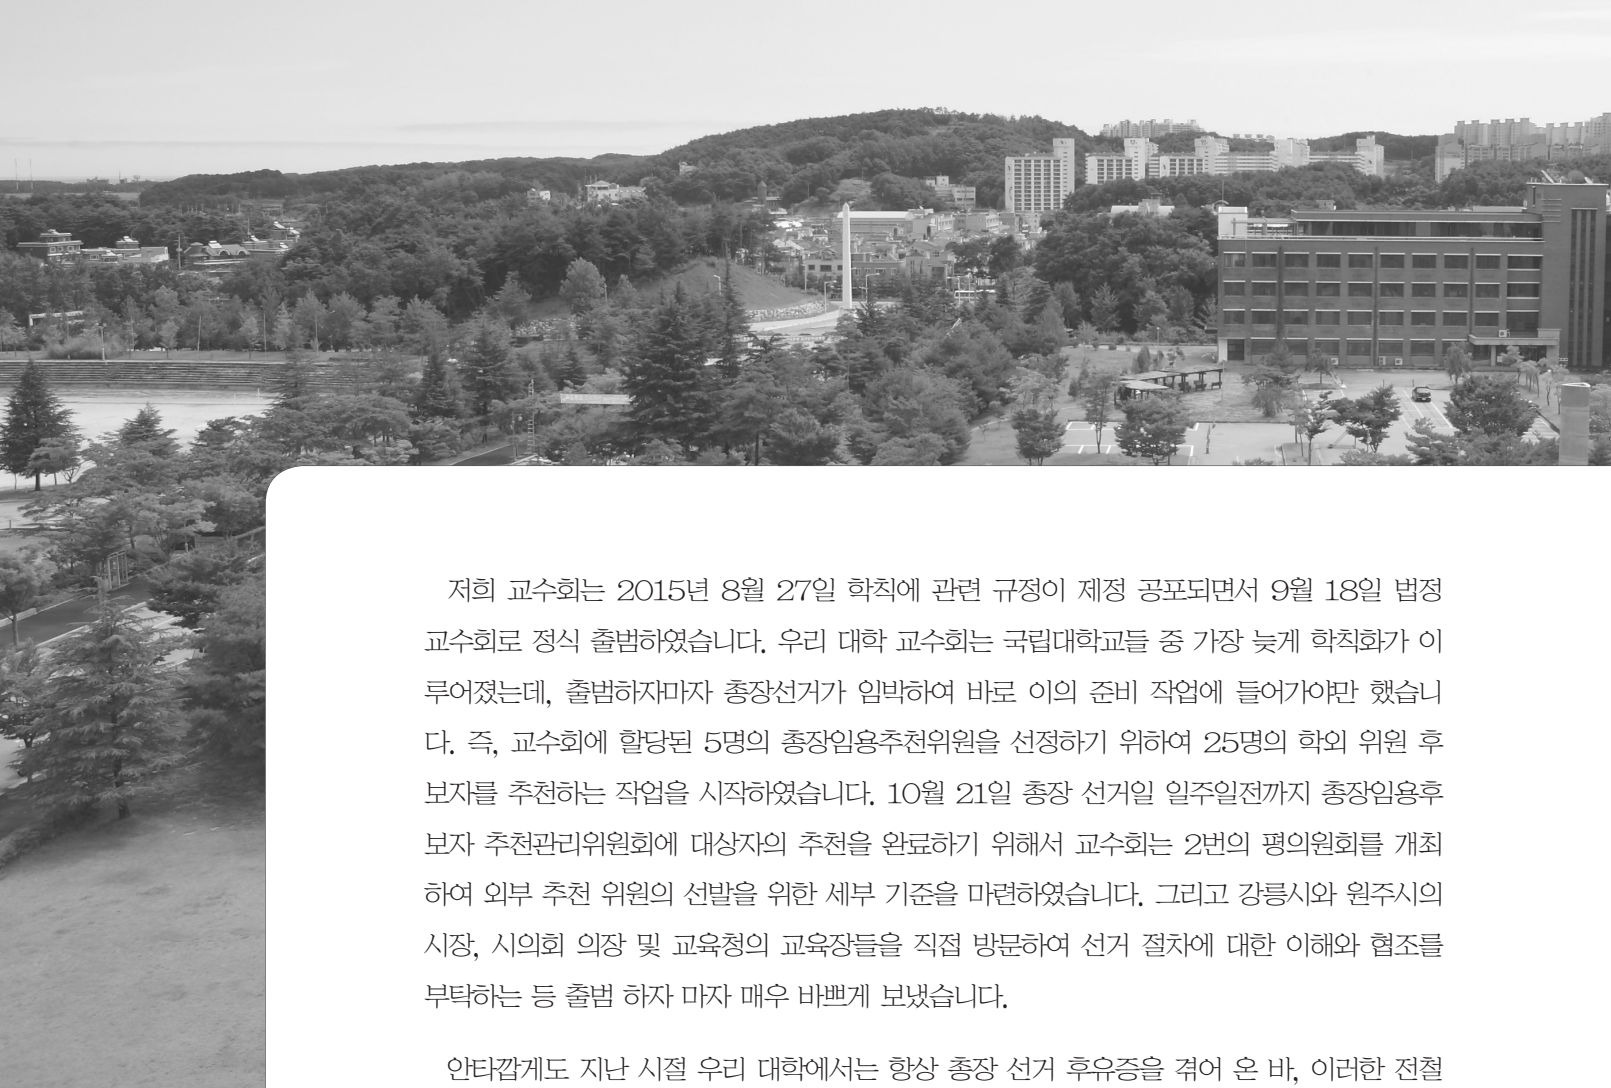 저희 교수회는 2015년 8월 27일 학칙에 관련 규정이 제정 공포되면서 9월 18일 법정
교수회로 정식 출범하였습니다. 우리 대학 교수회는 국립대학교들 중 가장 늦게 학칙화가 이
루어졌는데, 출범하자마자 총장선거가 임박하여 바로 이의 준비 작업에 들어가야만 했습니
다. 즉, 교수회에 할당된 5명의 총장임용추천위원을 선정하기 위하여 25명의 학외 위원 후
보자를 추천하는 작업을 시작하였습니다. 10월 21일 총장 선거일 일주일전까지 총장임용후
보자 추천관리위원회에 대상자의 추천을 완료하기 위해서 교수회는 2번의 평의원회를 개최
하여 외부 추천 위원의 선발을 위한 세부 기준을 마련하였습니다. 그리고 강릉시와 원주시의
시장, 시의회 의장 및 교육청의 교육장들을 직접 방문하여 선거 절차에 대한 이해와 협조를
부탁하는 등 출범 하자 마자 매우 바쁘게 보냈습니다.
안타깝게도 지난 시절 우리 대학에서는 항상 총장 선거 후유증을 겪어 온 바, 이러한 전철